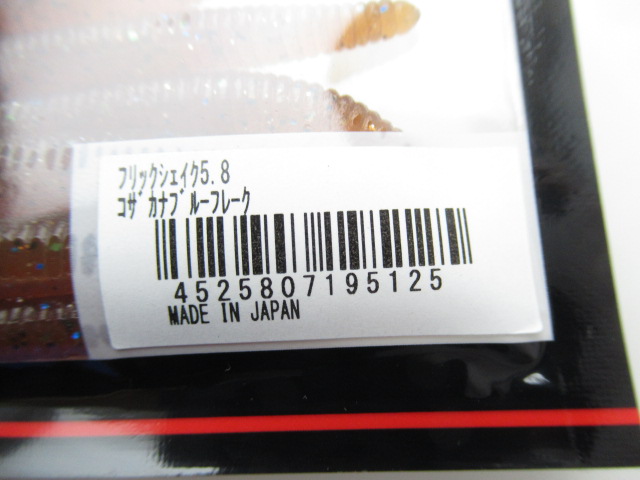 ﾌﾘｯｸｼｪｲｸ5.8
ｺｻﾞｶﾅﾌﾞﾙｰﾌﾚｰｸ
4525807195125
MADE IN JAPAN